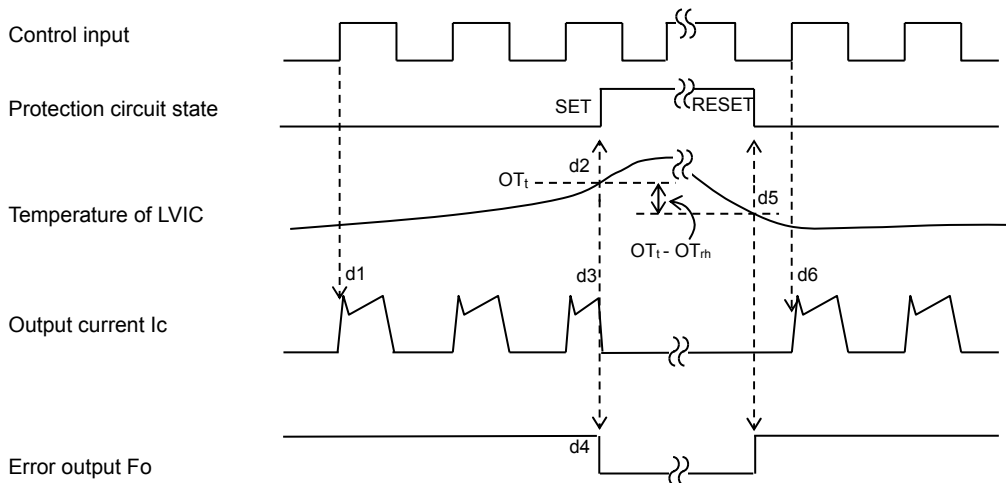 Control input
Protection circuit state
SET
RESET
d2
OTt
d5
Temperature of LVIC
OTt - OTrh
d1
d3
d6
Output current Ic
d4
Error output Fo